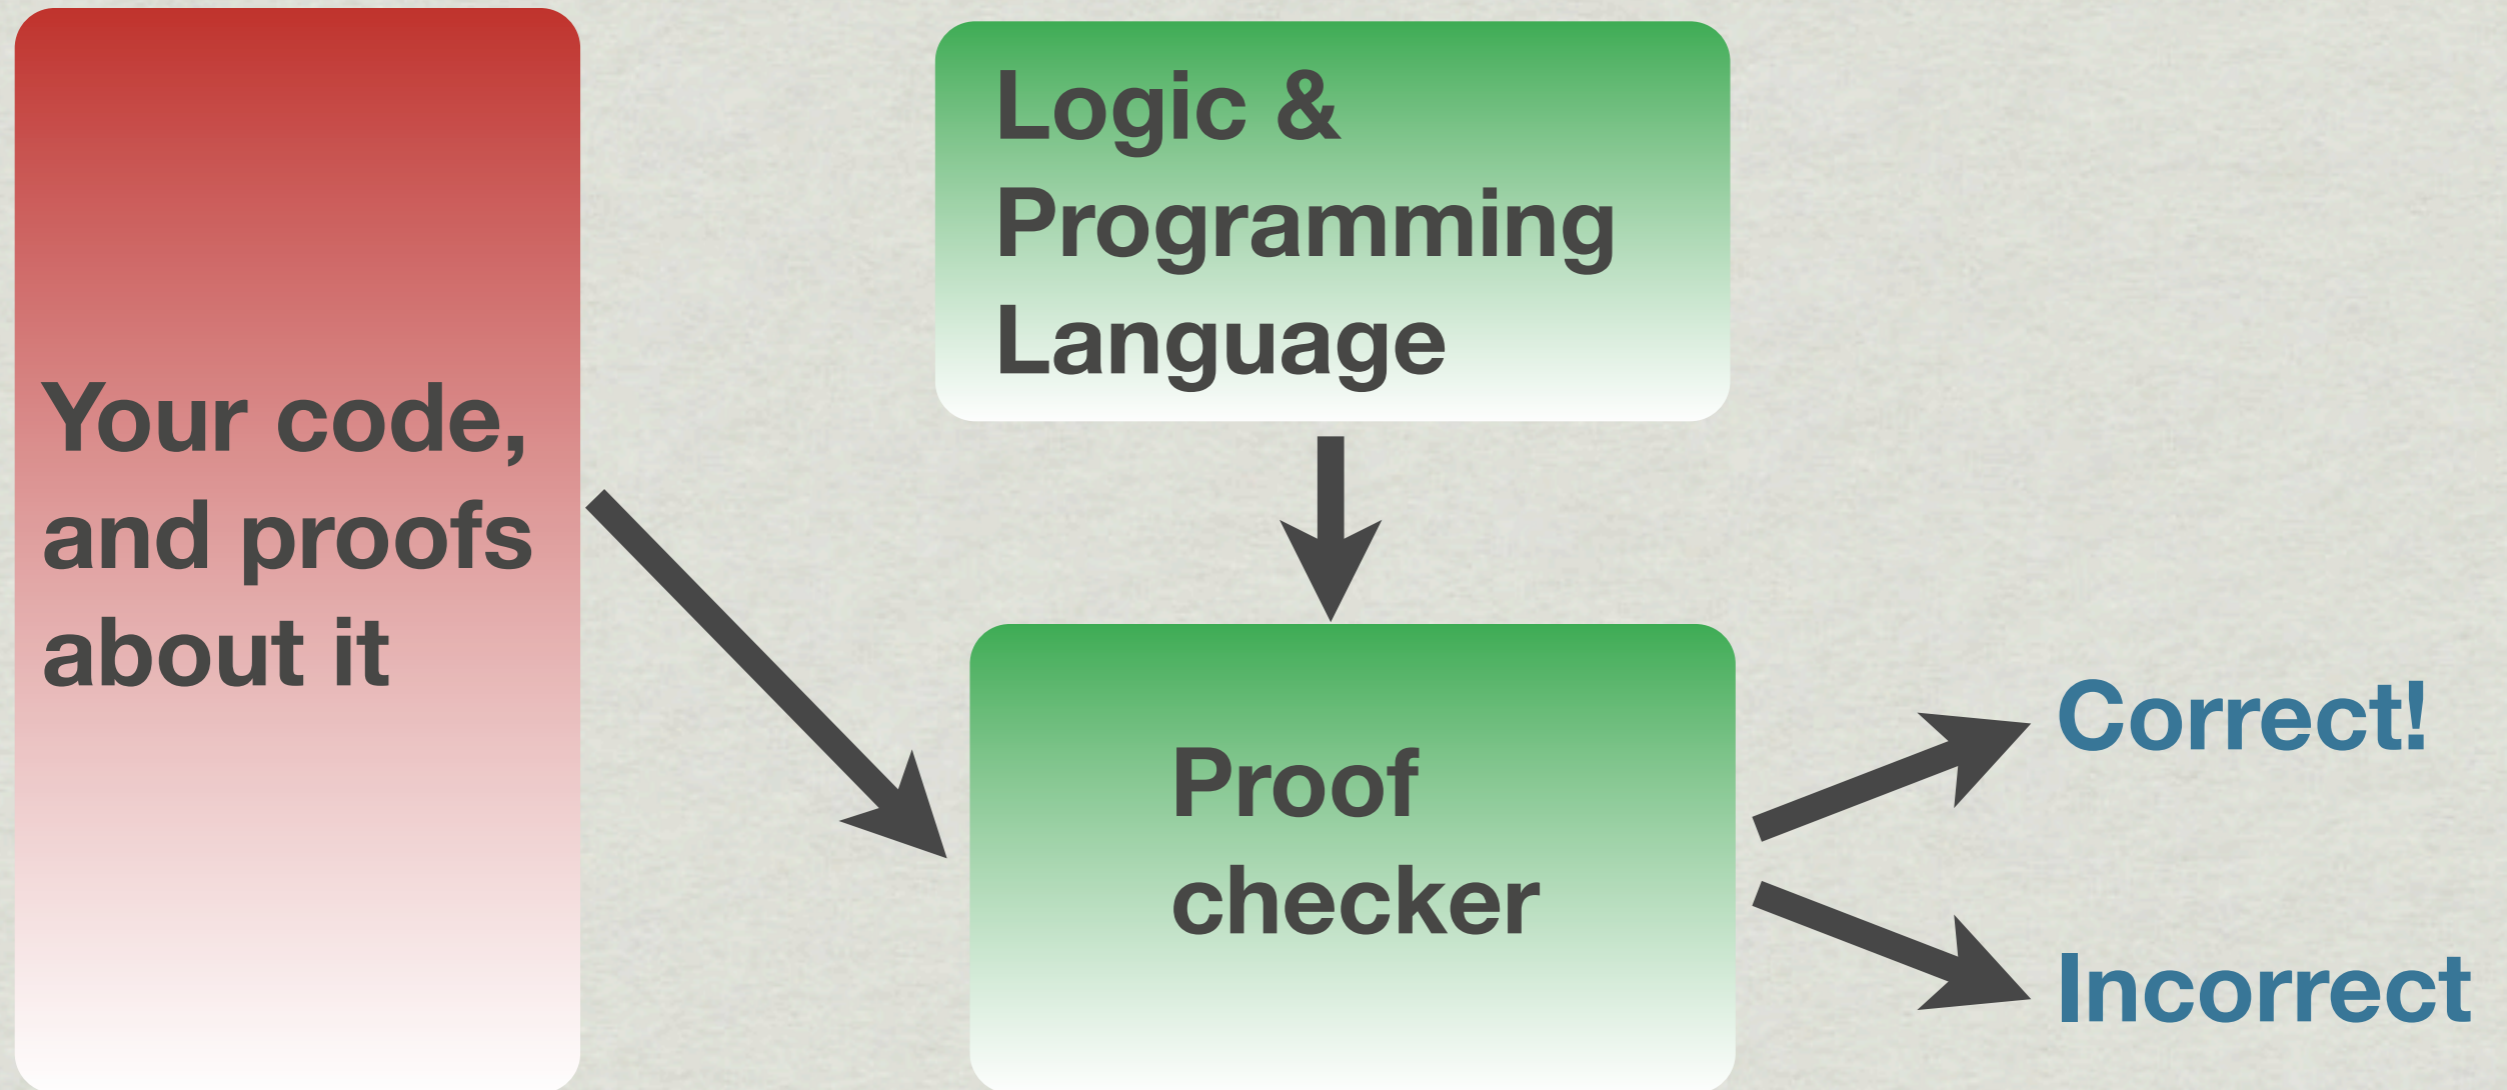 Your code,
and proofs
about it
Logic &
Programming
Language
Proof
checker
Correct!
Incorrect